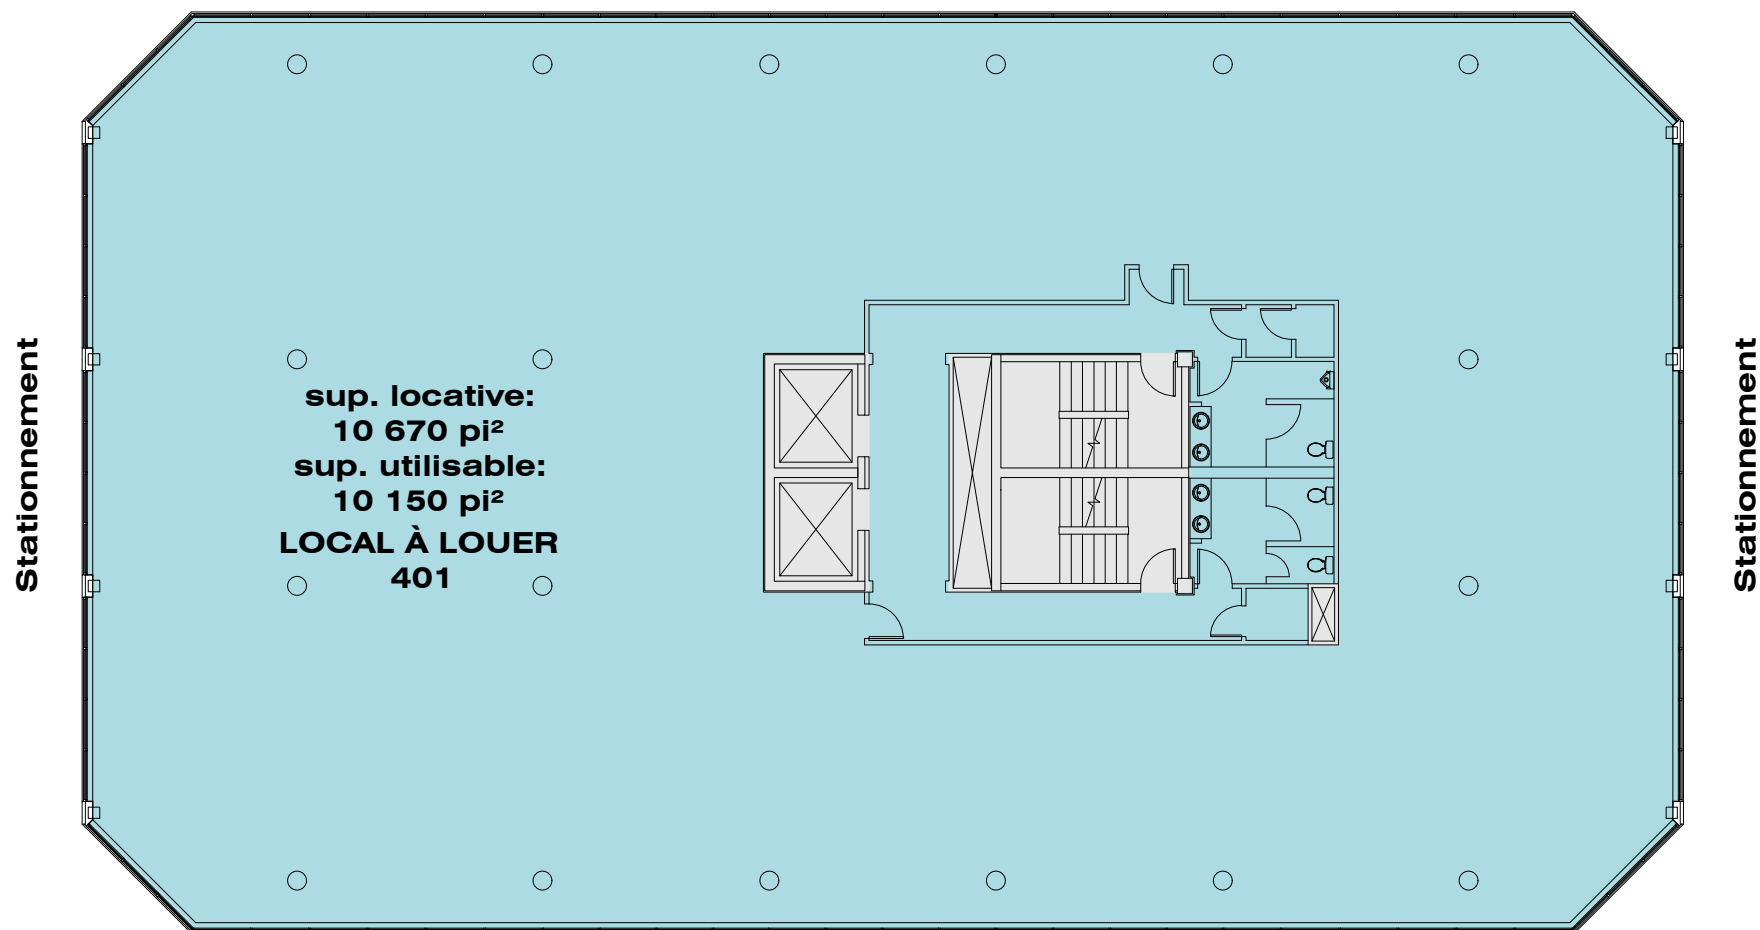 Stationnement
sup. locative:
10 670 pi²
sup. utilisable:
10 150 pi²
LOCAL À LOUER
401
Stationnement